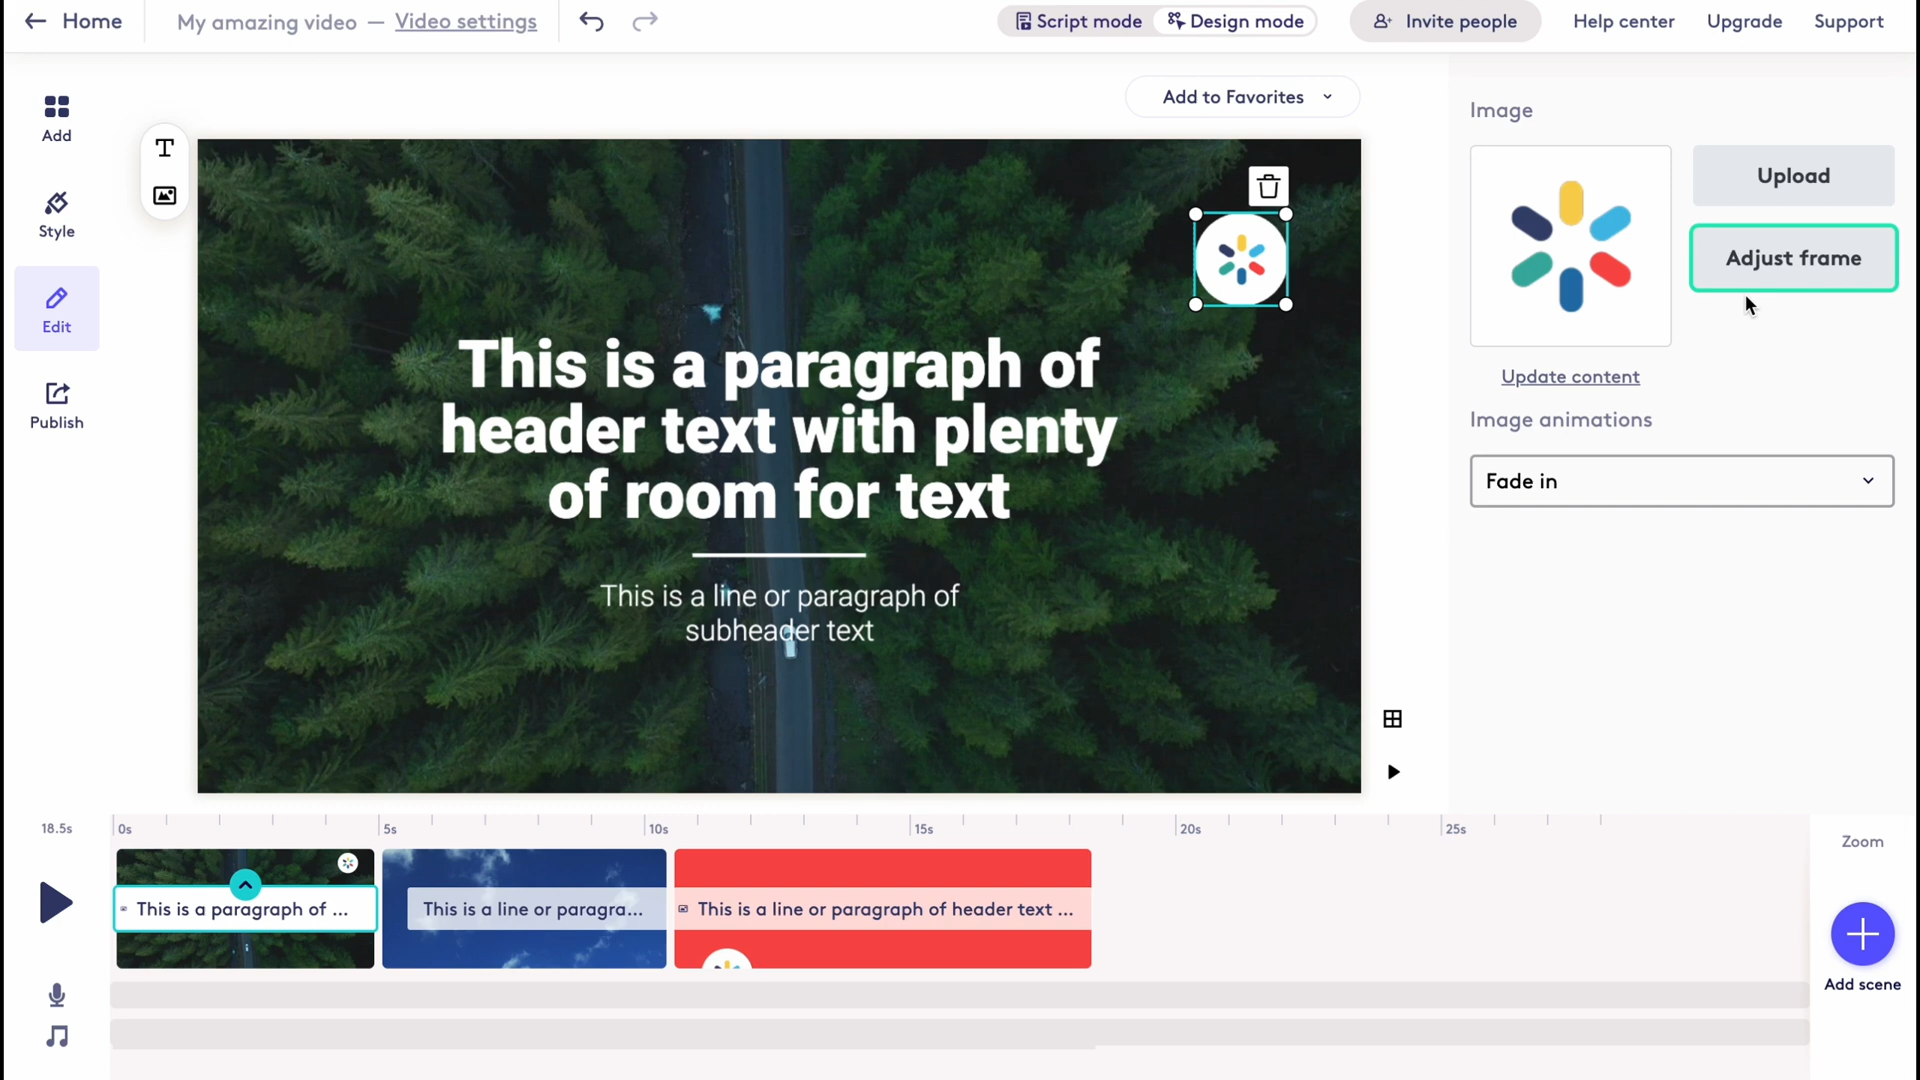 Home
My amazing video — Video settings
Script mode
Design mode
Invite people
Help center
Upgrade
Support
Add
Style
Edit
Publish
T
Add to Favorites
This is a paragraph of
header text with plenty
of room for text
This is a line or paragraph of
subheader text
Image
Upload
Adjust frame
Update content
Image animations
Fade in
18.5s
0s
5s
10s
15s
20s
25s
This is a paragraph of ...
This is a line or paragra...
This is a line or paragraph of header text ...
Zoom
Add scene